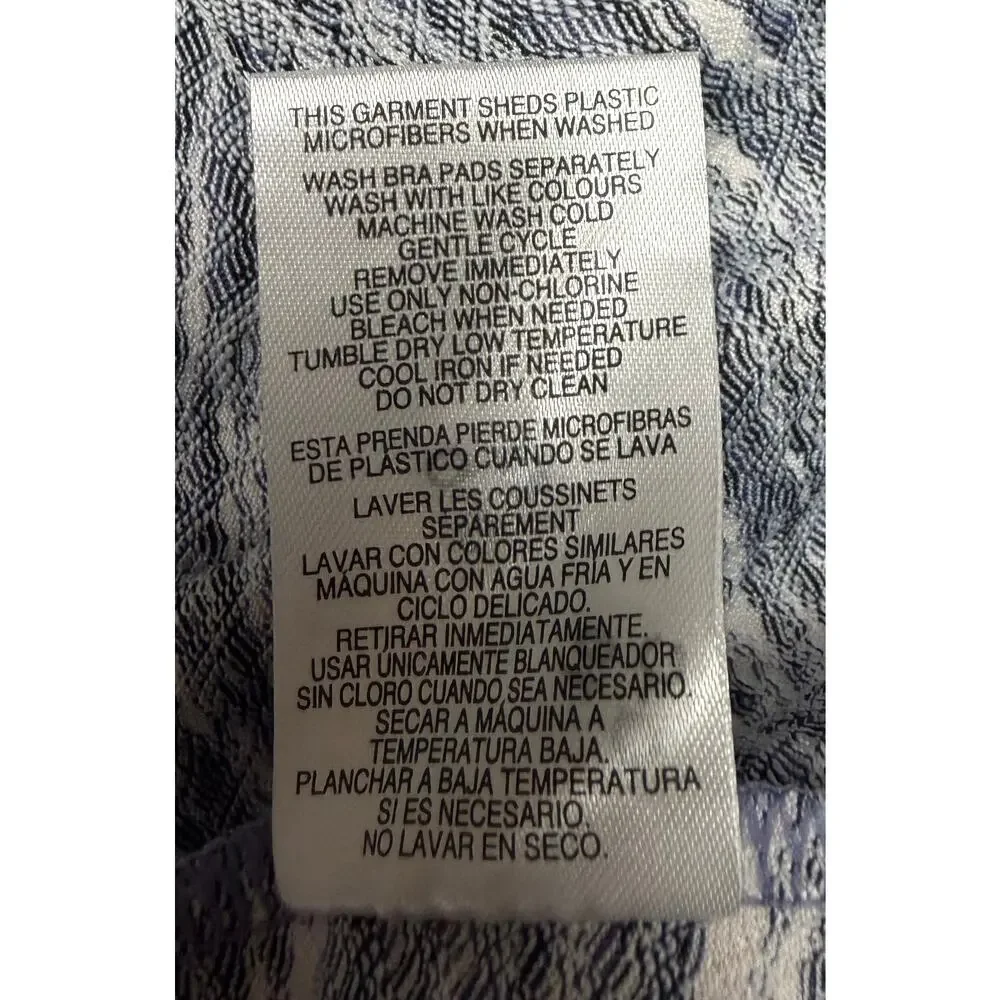 THIS GARMENT SHEDS PLASTIC
MICROFIBERS WHEN WASHED
WASH BRA PADS SEPARATELY
WASH WITH LIKE COLOURS
MACHINE WASH COLD
GENTLE CYCLE
REMOVE IMMEDIATELY
USE ONLY NON-CHLORINE
BLEACH WHEN NEEDED
TUMBLE DRY LOW TEMPERATURE
COOL IRON IF NEEDED
DO NOT DRY CLEAN
ESTA PRENDA PIERDE MICROFIBRAS
DE PLÁSTICO CUANDO SE LAVA
LAVER LES COUSSINETS
SÉPARÉMENT
LAVAR CON COLORES SIMILARES
MÁQUINA CON AGUA FRÍA Y EN
CICLO DELICADO.
RETIRAR INMEDIATAMENTE.
USAR ÚNICAMENTE BLANQUEADOR
SIN CLORO CUANDO SEA NECESARIO.
SECAR A MÁQUINA A
TEMPERATURA BAJA.
PLANCHAR A BAJA TEMPERATURA
SI ES NECESARIO.
NO LAVAR EN SECO.